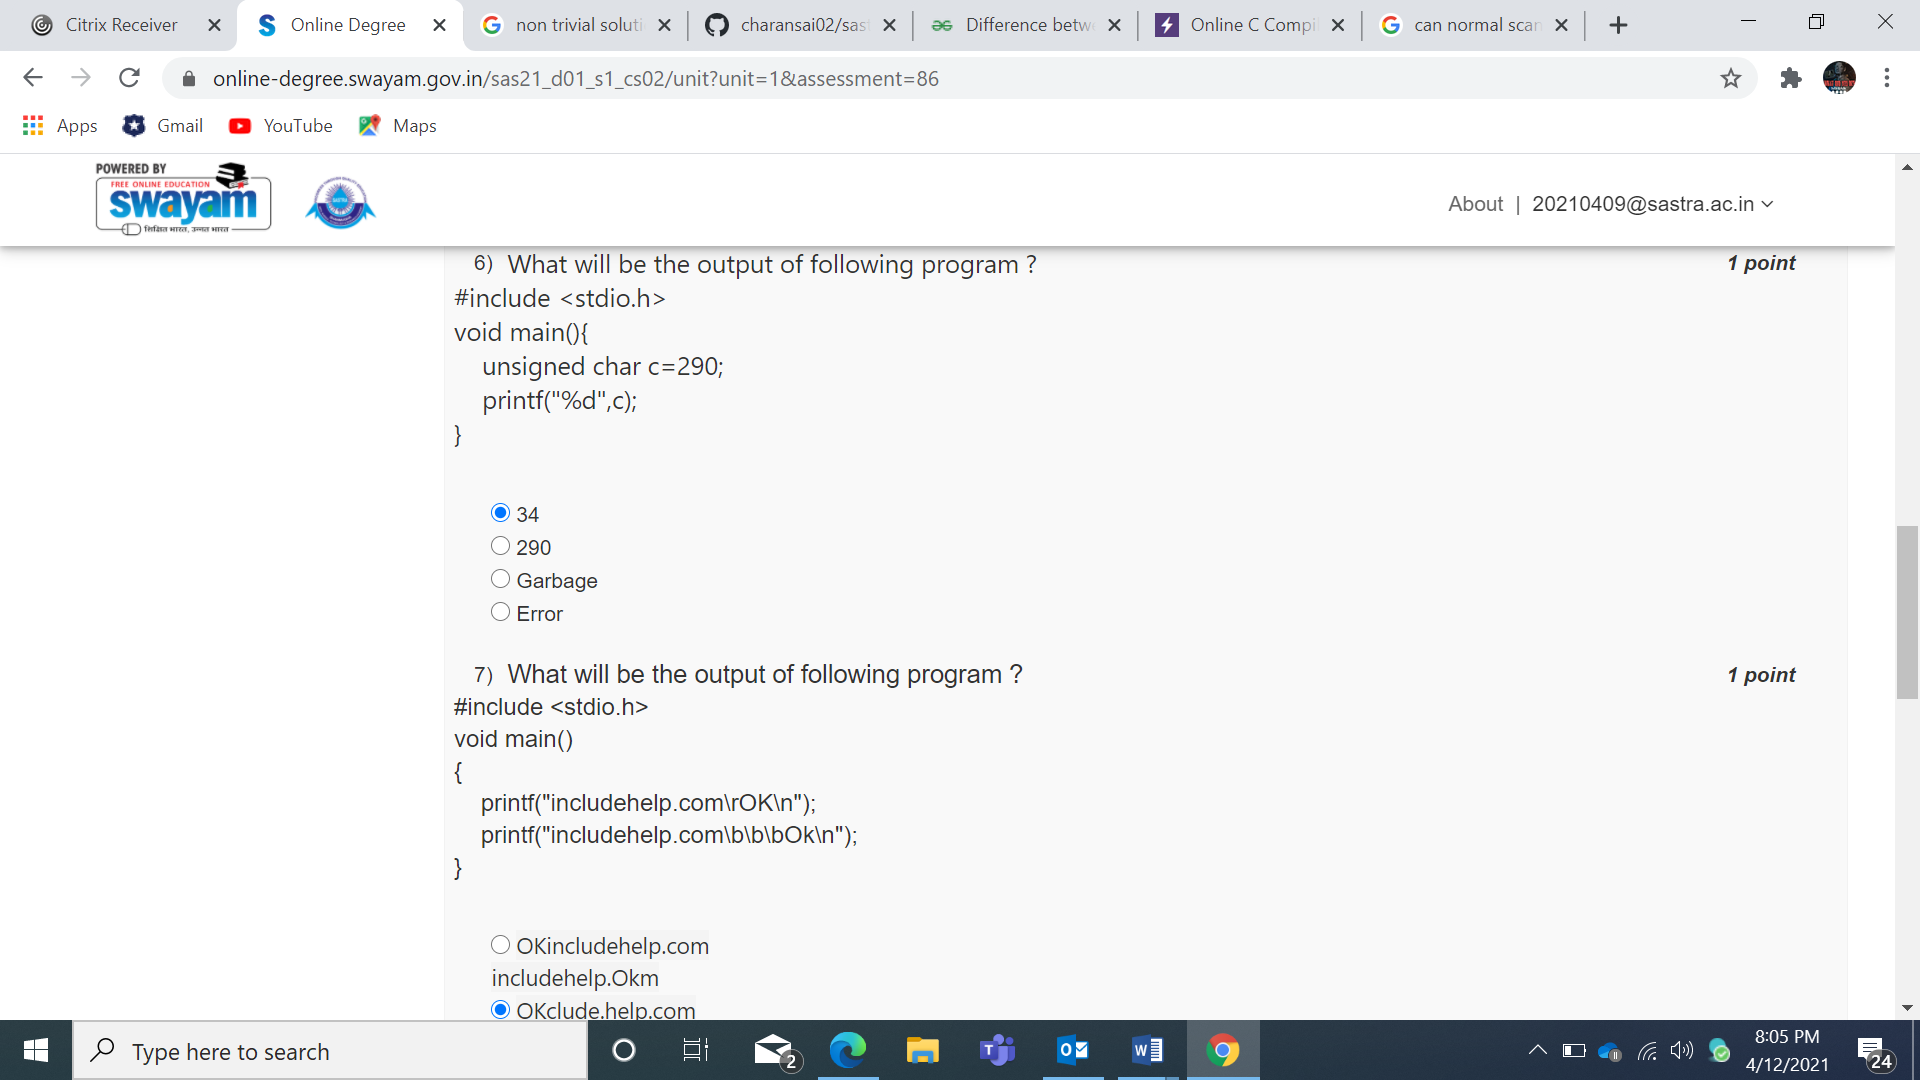 Citrix Receiver
Online Degree
non trivial soluti
charansai02/sas
Difference betw
Online C Compi
can normal scan
online-degree.swayam.gov.in/sas21_d01_s1_cs02/unit?unit=1&assessment=86
Apps Gmail YouTube Maps
POWERED BY
FREE ONLINE EDUCATION
swayam
शिक्षित भारत, उन्नत भारत
About | 20210409@sastra.ac.in
6) What will be the output of following program ? 1 point
#include <stdio.h>
void main(){
unsigned char c=290;
printf("%d",c);
}
34
290
Garbage
Error
7) What will be the output of following program ? 1 point
#include <stdio.h>
void main()
{
printf("includehelp.com\rOK\n");
printf("includehelp.com\b\b\bOk\n");
}
OKincludehelp.com
includehelp.Okm
OKclude.help.com
Type here to search
2
8:05 PM
4/12/2021
24